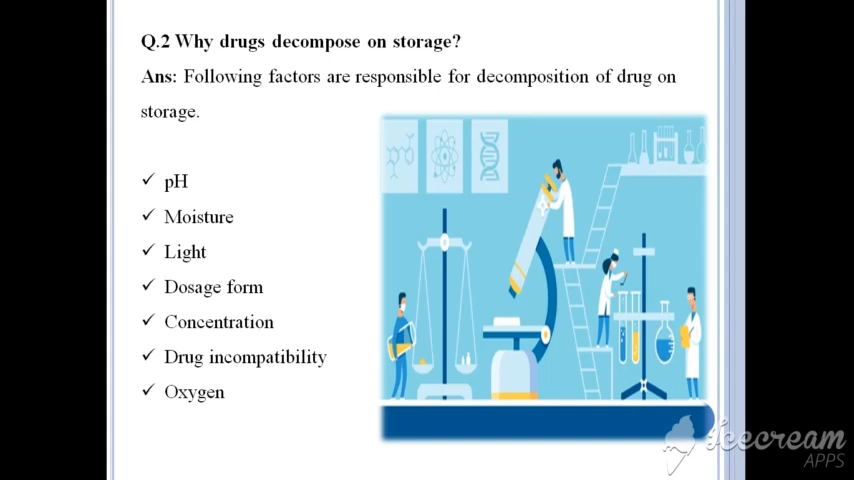 Q.2 Why drugs decompose on storage?
Ans: Following factors are responsible for decomposition of drug on
storage.
✓ pH
✓ Moisture
✓ Light
✓ Dosage form
✓ Concentration
✓ Drug incompatibility
✓ Oxygen
Icecream
APPS